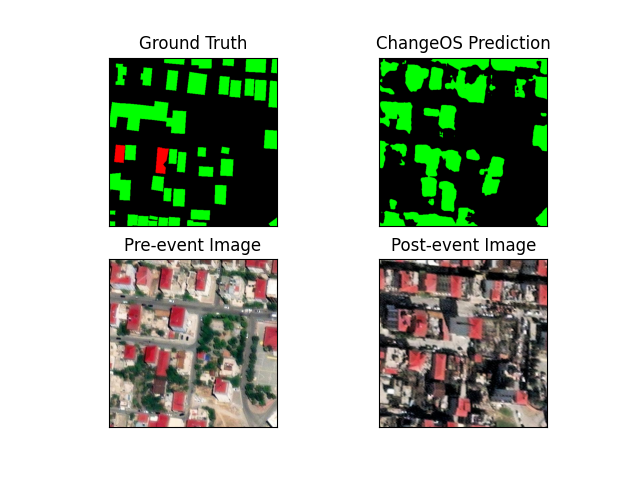 Ground Truth
ChangeOS Prediction
Pre-event Image
Post-event Image